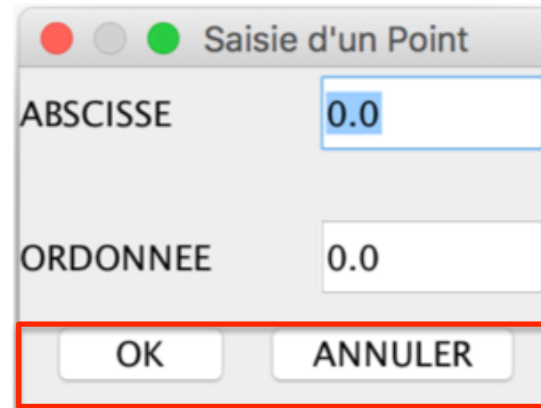 Saisie d'un Point
ABSCISSE 0.0
ORDONNEE 0.0
OK ANNULER